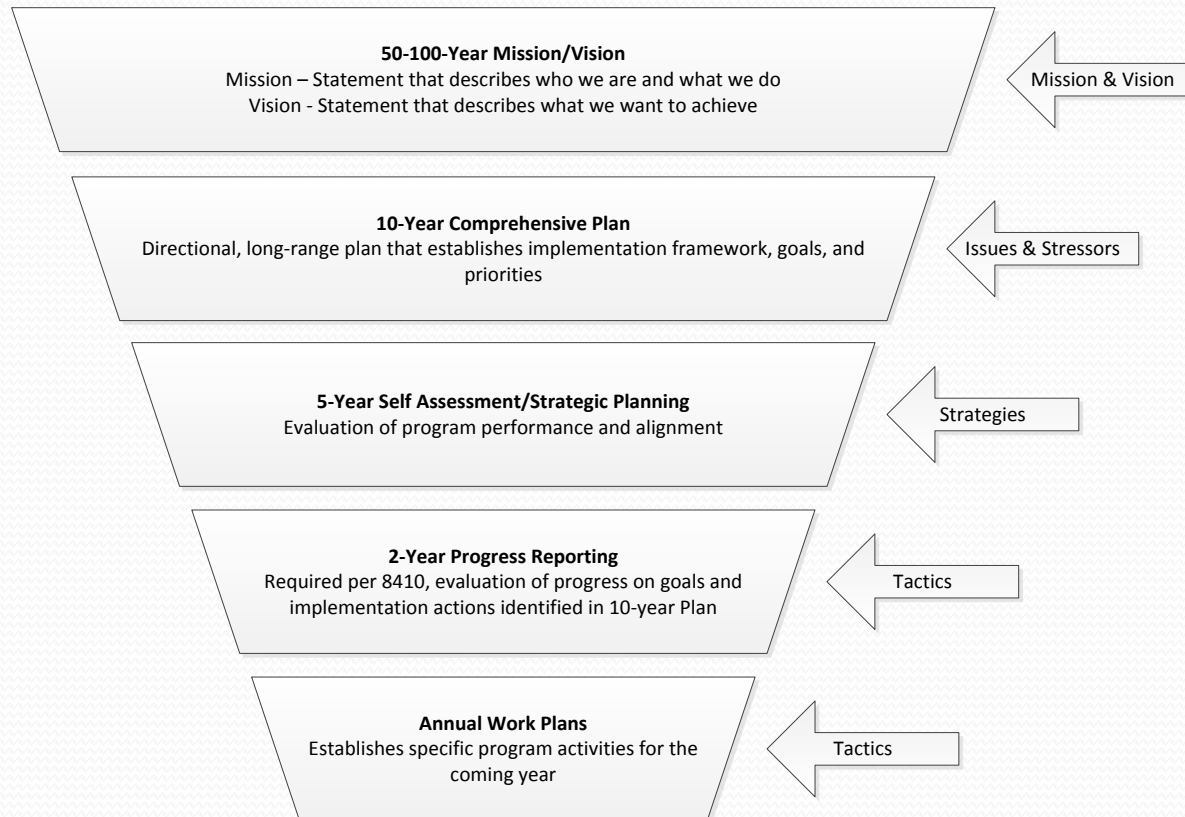 50-100-Year Mission/Vision
Mission – Statement that describes who we are and what we do
Vision - Statement that describes what we want to achieve
Mission & Vision
10-Year Comprehensive Plan
Directional, long-range plan that establishes implementation framework, goals, and
priorities
Issues & Stressors
5-Year Self Assessment/Strategic Planning
Evaluation of program performance and alignment
Strategies
2-Year Progress Reporting
Required per 8410, evaluation of progress on goals and
implementation actions identified in 10-year Plan
Tactics
Annual Work Plans
Establishes specific program activities for the
coming year
Tactics